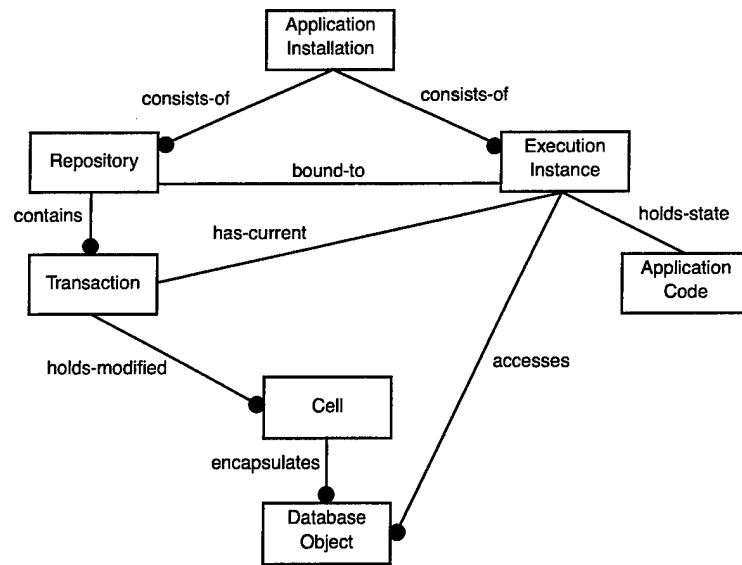 Application
Installation
consists-of
consists-of
Repository
Execution
Instance
bound-to
contains
holds-state
has-current
Transaction
Application
Code
holds-modified
accesses
Cell
encapsulates
Database
Object